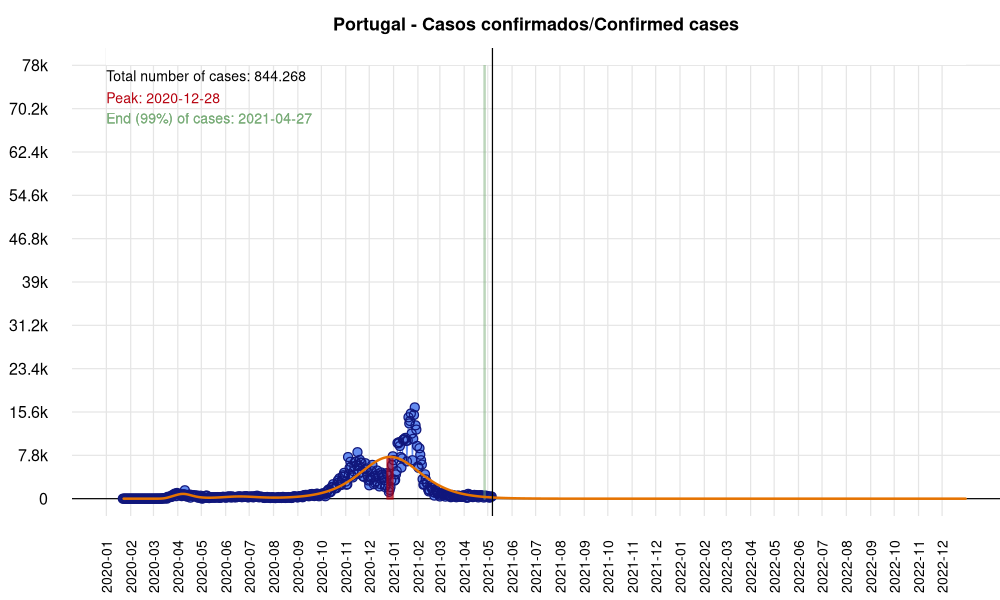 Portugal - Casos confirmados/Confirmed cases
78k
Total number of cases: 844.268
Peak: 2020-12-28
End (99%) of cases: 2021-04-27
70.2k
62.4k
54.6k
46.8k
39k
31.2k
23.4k
15.6k
7.8k
0
2020-01
2020-02
2020-03
2020-04
2020-05
2020-06
2020-07
2020-08
2020-09
2020-10
2020-11
2020-12
2021-01
2021-02
2021-03
2021-04
2021-05
2021-06
2021-07
2021-08
2021-09
2021-10
2021-11
2021-12
2022-01
2022-02
2022-03
2022-04
2022-05
2022-06
2022-07
2022-08
2022-09
2022-10
2022-11
2022-12